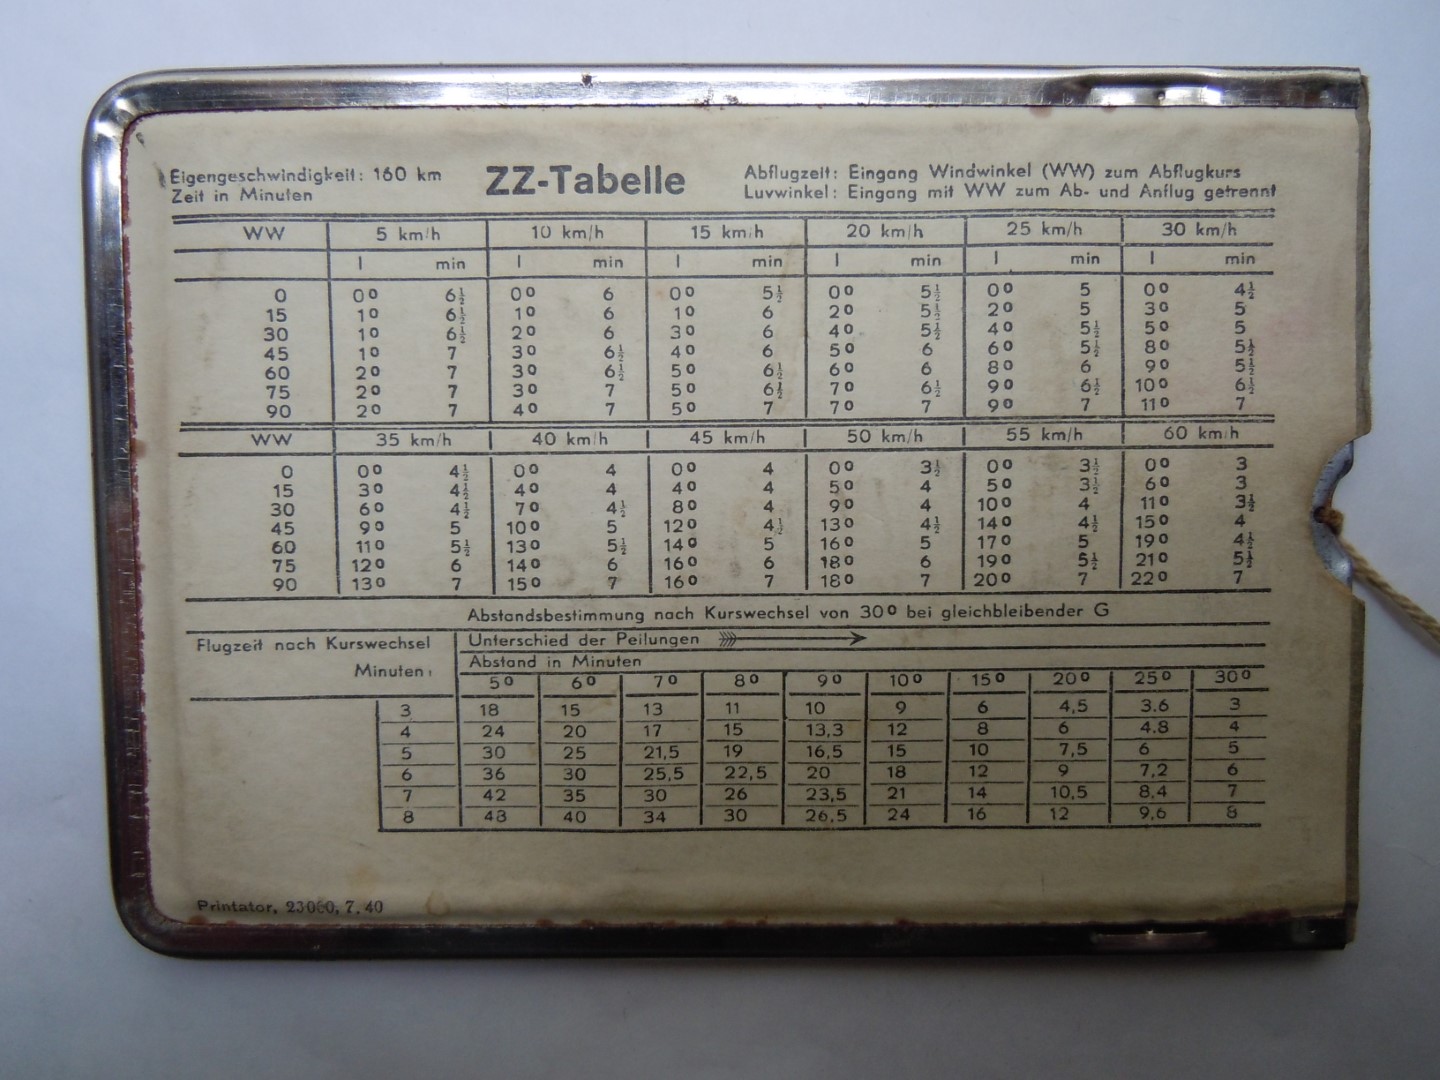 Eigengeschwindigkeit: 160 km ZZ-Tabelle Abflugzeit: Eingang Windwinkel (WW) zum Abflugkurs
Zeit in Minuten Luvwinkel: Eingang mit WW zum Ab- und Anflug getrennt
WW 5 km/h 10 km/h 15 km/h 20 km/h 25 km/h 30 km/h
l min l min l min l min l min l min
0 0° 6½ 0° 6 0° 5½ 0° 5½ 0° 5 0° 4½
15 1° 6½ 1° 6 1° 6 2° 5½ 2° 5 3° 5
30 1° 6½ 2° 6 3° 6 4° 5½ 4° 5½ 5° 5
45 1° 7 3° 6½ 4° 6 5° 6 6° 5½ 8° 5½
60 2° 7 3° 6½ 5° 6½ 6° 6 8° 6 9° 5½
75 2° 7 3° 7 5° 6½ 7° 6½ 9° 6½ 10° 6½
90 2° 7 4° 7 5° 7 7° 7 9° 7 11° 7
WW 35 km/h 40 km/h 45 km/h 50 km/h 55 km/h 60 km/h
0 0° 4½ 0° 4 0° 4 0° 3½ 0° 3½ 0° 3
15 3° 4½ 4° 4 4° 4 5° 4 5° 3½ 6° 3
30 6° 4½ 7° 4½ 8° 4 9° 4 10° 4 11° 3½
45 9° 5 10° 5 12° 4½ 13° 4½ 14° 4½ 15° 4
60 11° 5½ 13° 5½ 14° 5 16° 5 17° 5 19° 4½
75 12° 6 14° 6 16° 6 18° 6 19° 5½ 21° 5½
90 13° 7 15° 7 16° 7 18° 7 20° 7 22° 7
Abstandsbestimmung nach Kurswechsel von 30° bei gleichbleibender G
Flugzeit nach Kurswechsel Unterschied der Peilungen
Minuten: Abstand in Minuten
5° 6° 7° 8° 9° 10° 15° 20° 25° 30°
3 18 15 13 11 10 9 6 4,5 3.6 3
4 24 20 17 15 13,3 12 8 6 4.8 4
5 30 25 21,5 19 16,5 15 10 7,5 6 5
6 36 30 25,5 22,5 20 18 12 9 7,2 6
7 42 35 30 26 23,5 21 14 10,5 8,4 7
8 48 40 34 30 26,5 24 16 12 9,6 8
Printator, 7.40